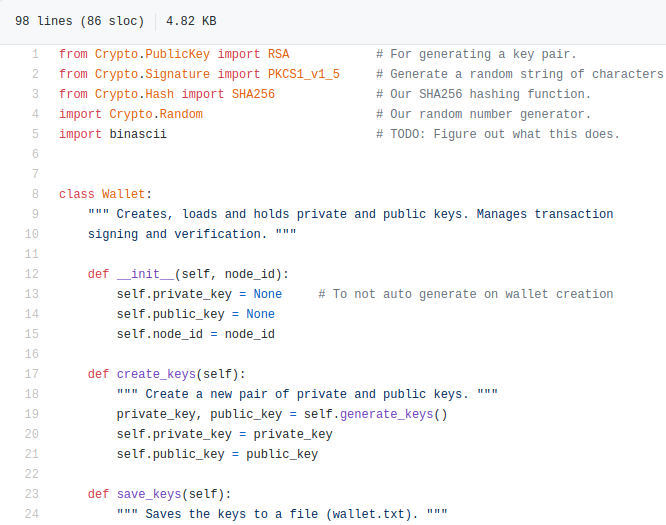 98 lines (86 sloc) | 4.82 KB
1 from Crypto.PublicKey import RSA # For generating a key pair.
2 from Crypto.Signature import PKCS1_v1_5 # Generate a random string of characters
3 from Crypto.Hash import SHA256 # Our SHA256 hashing function.
4 import Crypto.Random # Our random number generator.
5 import binascii # TODO: Figure out what this does.
6
7
8 class Wallet:
9     """ Creates, loads and holds private and public keys. Manages transaction
10     signing and verification. """
11
12     def __init__(self, node_id):
13         self.private_key = None     # To not auto generate on wallet creation
14         self.public_key = None
15         self.node_id = node_id
16
17     def create_keys(self):
18         """ Create a new pair of private and public keys. """
19         private_key, public_key = self.generate_keys()
20         self.private_key = private_key
21         self.public_key = public_key
22
23     def save_keys(self):
24         """ Saves the keys to a file (wallet.txt). """